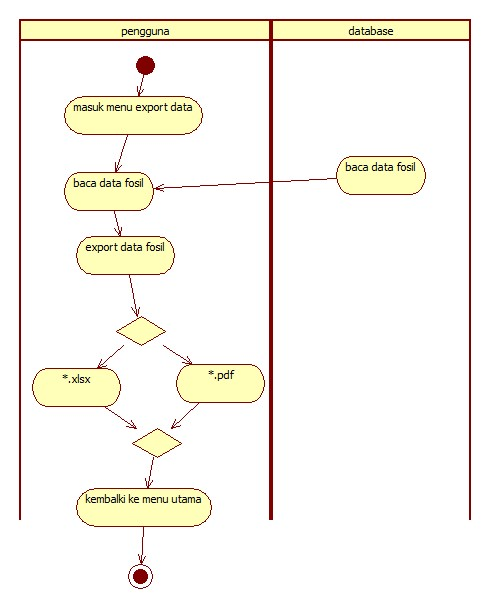 pengguna
database
masuk menu export data
baca data fosil
baca data fosil
export data fosil
*.xlsx
*.pdf
kembalki ke menu utama